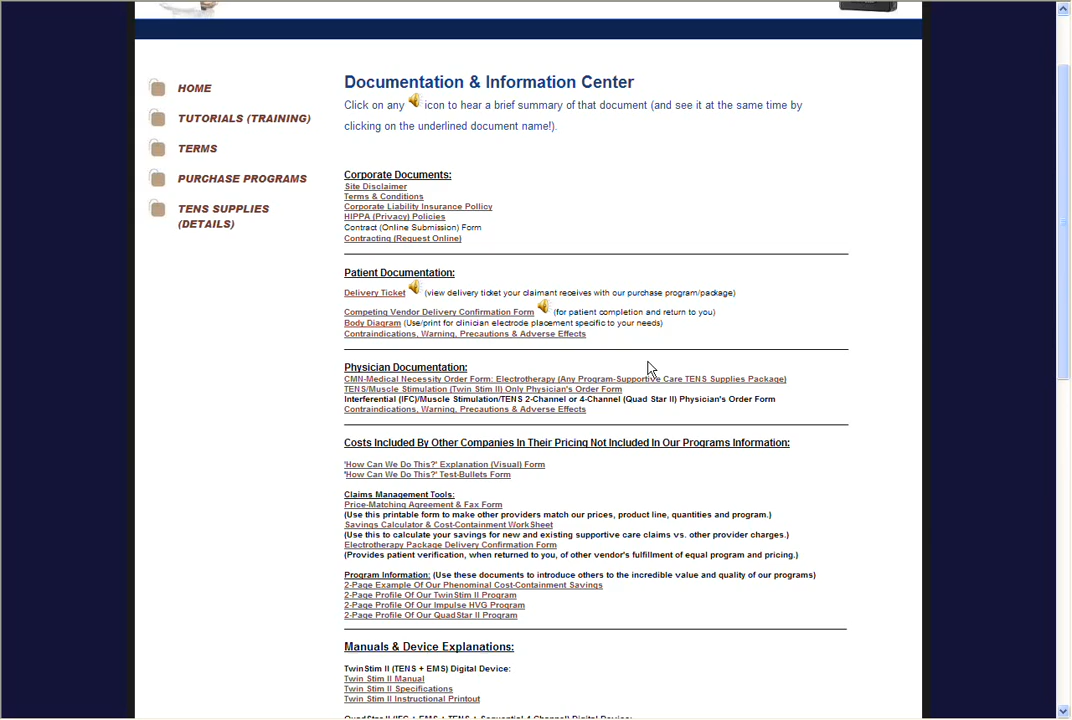 Documentation & Information Center
Click on any icon to hear a brief summary of that document (and see it at the same time by
clicking on the underlined document name!).
HOME
TUTORIALS (TRAINING)
TERMS
PURCHASE PROGRAMS
TENS SUPPLIES
(DETAILS)
Corporate Documents:
Site Disclaimer
Terms & Conditions
Corporate Liability Insurance Pollicy
HIPPA (Privacy) Policies
Contract (Online Submission) Form
Contracting (Request Online)
Patient Documentation:
Delivery Ticket (view delivery ticket your claimant receives with our purchase program/package)
Competing Vendor Delivery Confirmation Form (for patient completion and return to you)
Body Diagram (Use/print for clinician electrode placement specific to your needs)
Contraindications, Warning, Precautions & Adverse Effects
Physician Documentation:
CMN-Medical Necessity Order Form: Electrotherapy (Any Program-Supportive Care TENS Supplies Package)
TENS/Muscle Stimulation (Twin Stim II) Only Physician's Order Form
Interferential (IFC)/Muscle Stimulation/TENS 2-Channel or 4-Channel (Quad Star II) Physician's Order Form
Contraindications, Warning, Precautions & Adverse Effects
Costs Included By Other Companies In Their Pricing Not Included In Our Programs Information:
'How Can We Do This?' Explanation (Visual) Form
'How Can We Do This?' Test-Bullets Form
Claims Management Tools:
Price-Matching Agreement & Fax Form
(Use this printable form to make other providers match our prices, product line, quantities and program.)
Savings Calculator & Cost-Containment WorkSheet
(Use this to calculate your savings for new and existing supportive care claims vs. other provider charges.)
Electrotherapy Package Delivery Confirmation Form
(Provides patient verification, when returned to you, of other vendor's fulfillment of equal program and pricing.)
Program Information: (Use these documents to introduce others to the incredible value and quality of our programs)
2-Page Example Of Our Phenominal Cost-Containment Savings
2-Page Profile Of Our TwinStim II Program
2-Page Profile Of Our Impulse HVG Program
2-Page Profile Of Our QuadStar II Program
Manuals & Device Explanations:
TwinStim II (TENS + EMS) Digital Device:
Twin Stim II Manual
Twin Stim II Specifications
Twin Stim II Instructional Printout
QuadStar II (IFC + EMS + TENS + Sequential 4 Channel) Digital Device: